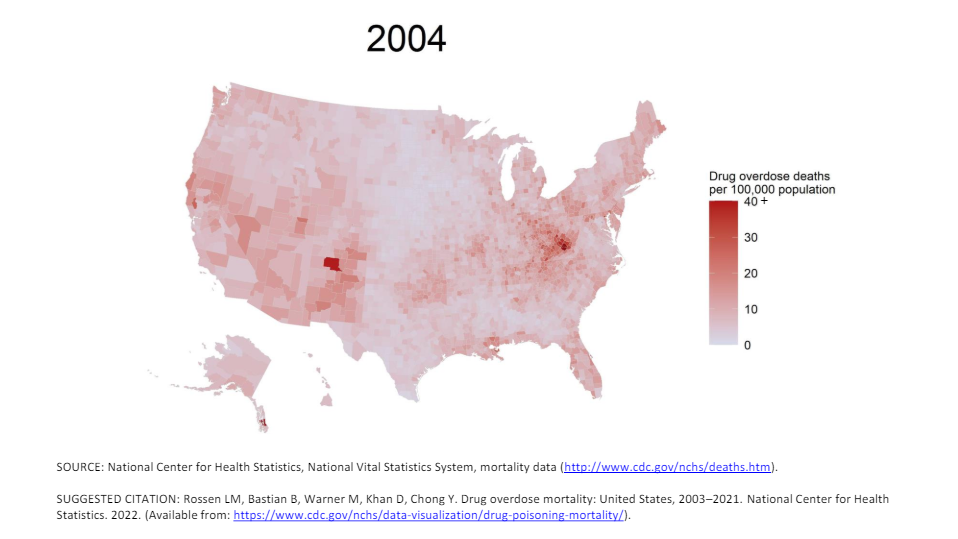 2004
Drug overdose deaths
per 100,000 population
40 +
30
20
10
0
SOURCE: National Center for Health Statistics, National Vital Statistics System, mortality data (http://www.cdc.gov/nchs/deaths.htm).
SUGGESTED CITATION: Rossen LM, Bastian B, Warner M, Khan D, Chong Y. Drug overdose mortality: United States, 2003–2021. National Center for Health
Statistics. 2022. (Available from: https://www.cdc.gov/nchs/data-visualization/drug-poisoning-mortality/).